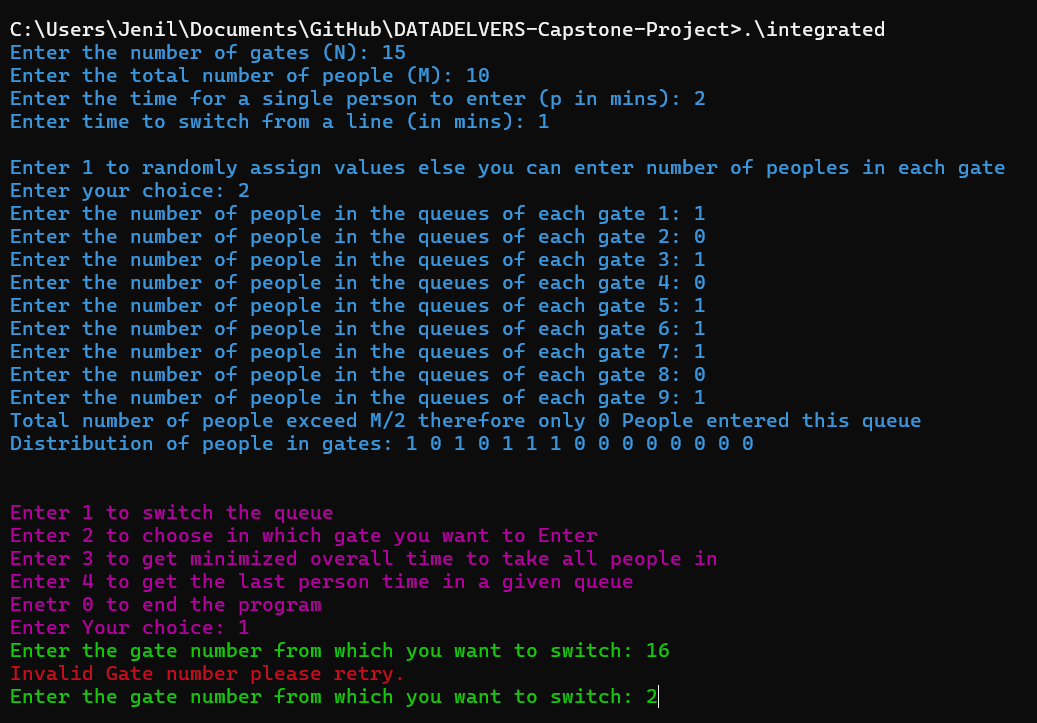 C:\Users\Jenil\Documents\GitHub\DATADELVERS-Capstone-Project>.\integrated
Enter the number of gates (N): 15
Enter the total number of people (M): 10
Enter the time for a single person to enter (p in mins): 2
Enter time to switch from a line (in mins): 1
Enter 1 to randomly assign values else you can enter number of peoples in each gate
Enter your choice: 2
Enter the number of people in the queues of each gate 1: 1
Enter the number of people in the queues of each gate 2: 0
Enter the number of people in the queues of each gate 3: 1
Enter the number of people in the queues of each gate 4: 0
Enter the number of people in the queues of each gate 5: 1
Enter the number of people in the queues of each gate 6: 1
Enter the number of people in the queues of each gate 7: 1
Enter the number of people in the queues of each gate 8: 0
Enter the number of people in the queues of each gate 9: 1
Total number of people exceed M/2 therefore only 0 People entered this queue
Distribution of people in gates: 1 0 1 0 1 1 1 0 0 0 0 0 0 0 0
Enter 1 to switch the queue
Enter 2 to choose in which gate you want to Enter
Enter 3 to get minimized overall time to take all people in
Enter 4 to get the last person time in a given queue
Enetr 0 to end the program
Enter Your choice: 1
Enter the gate number from which you want to switch: 16
Invalid Gate number please retry.
Enter the gate number from which you want to switch: 2